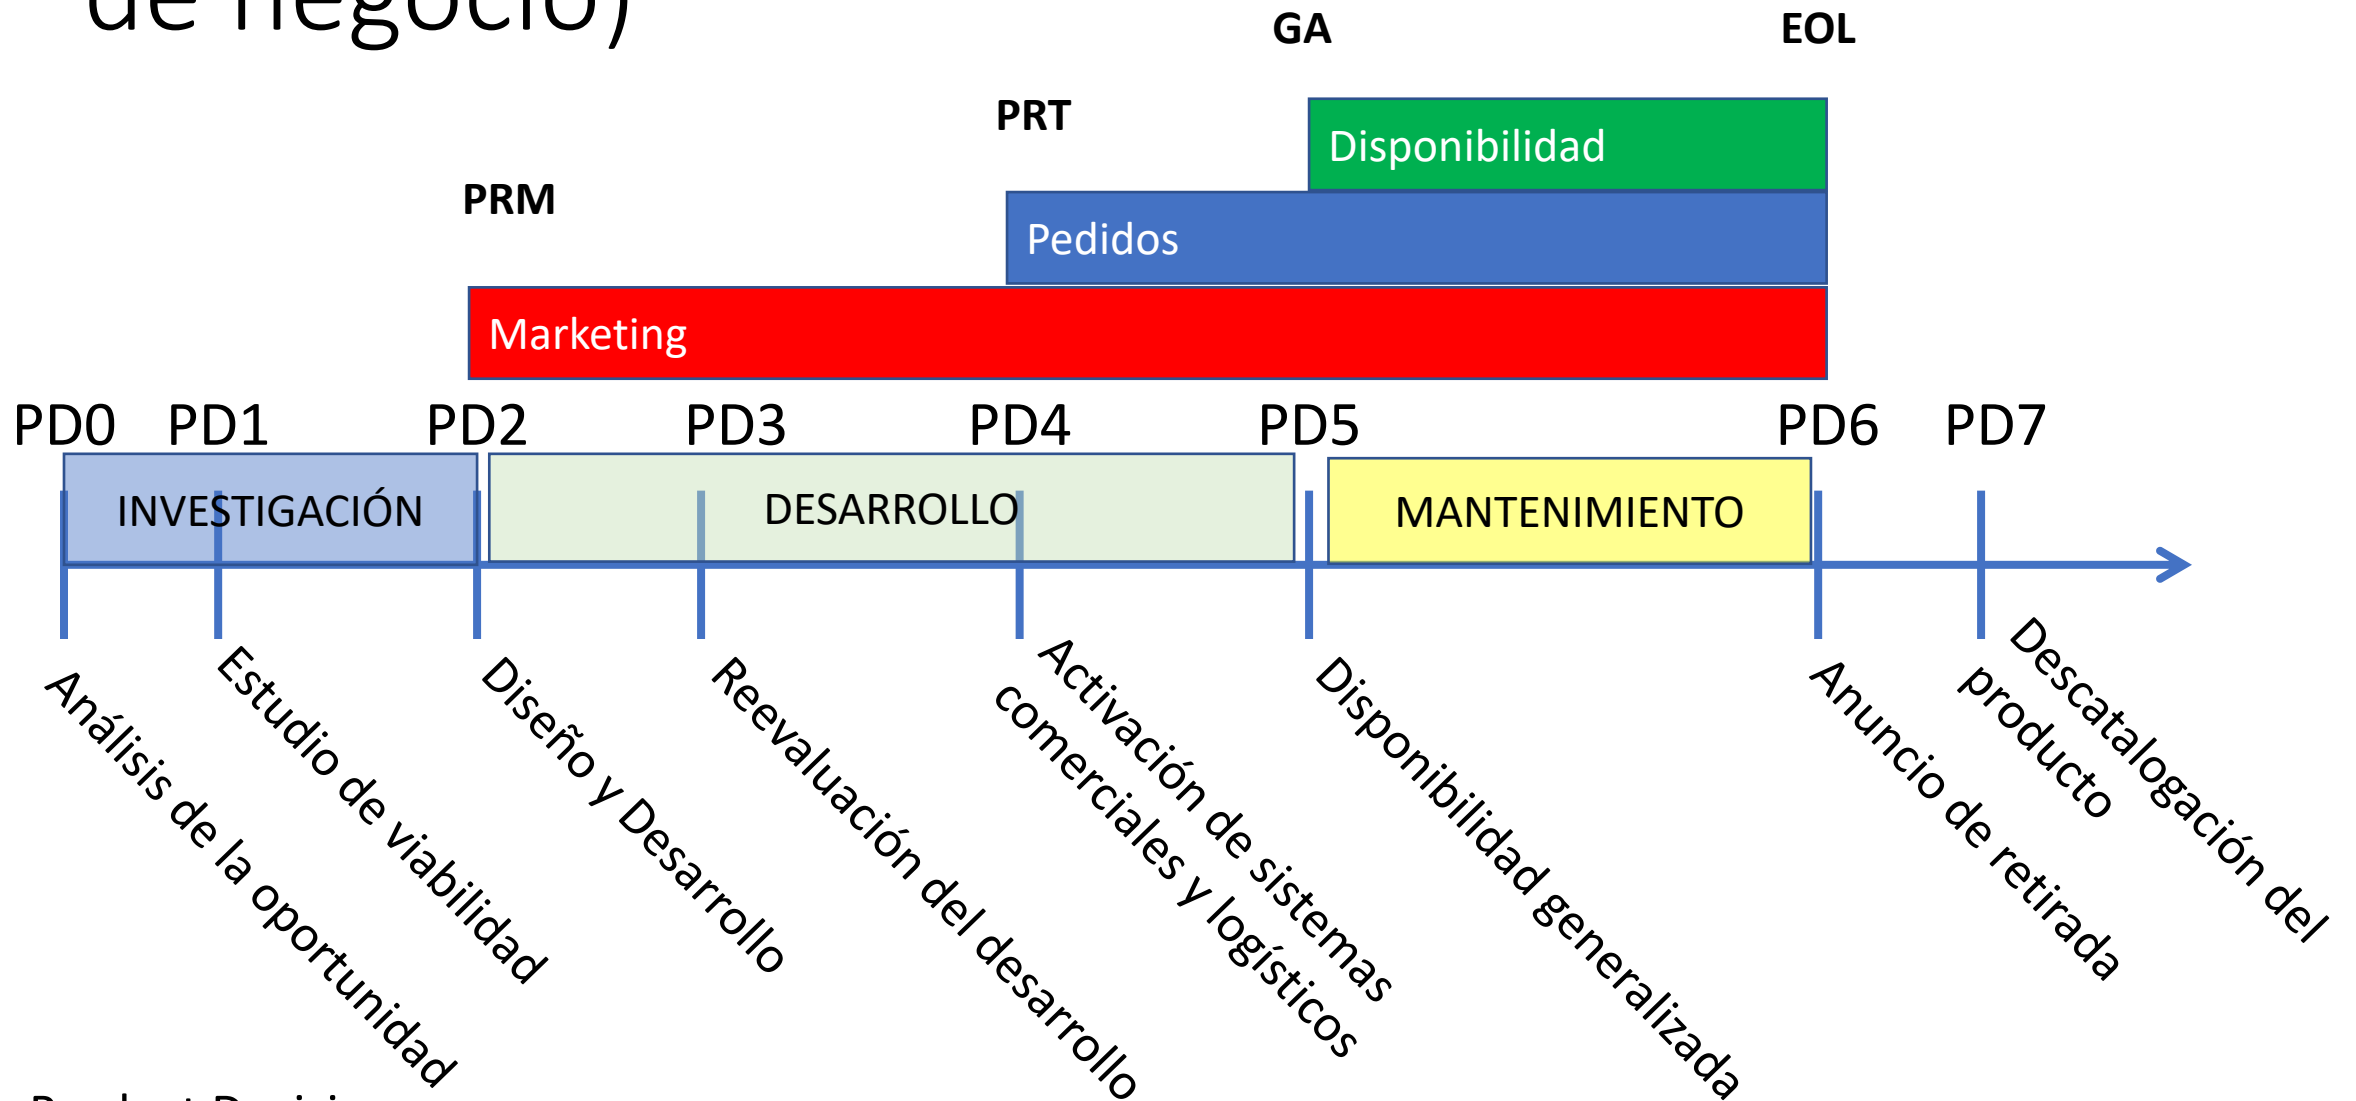 de negocio)
GA
EOL
PRT
Disponibilidad
PRM
Pedidos
Marketing
PD0
PD1
PD2
PD3
PD4
PD5
PD6
PD7
INVESTIGACIÓN
DESARROLLO
MANTENIMIENTO
Análisis de la oportunidad
Estudio de viabilidad
Diseño y Desarrollo
Reevaluación del desarrollo
Activación de sistemas
comerciales y logísticos
Disponibilidad generalizada
Anuncio de retirada
Descatalogación del
producto